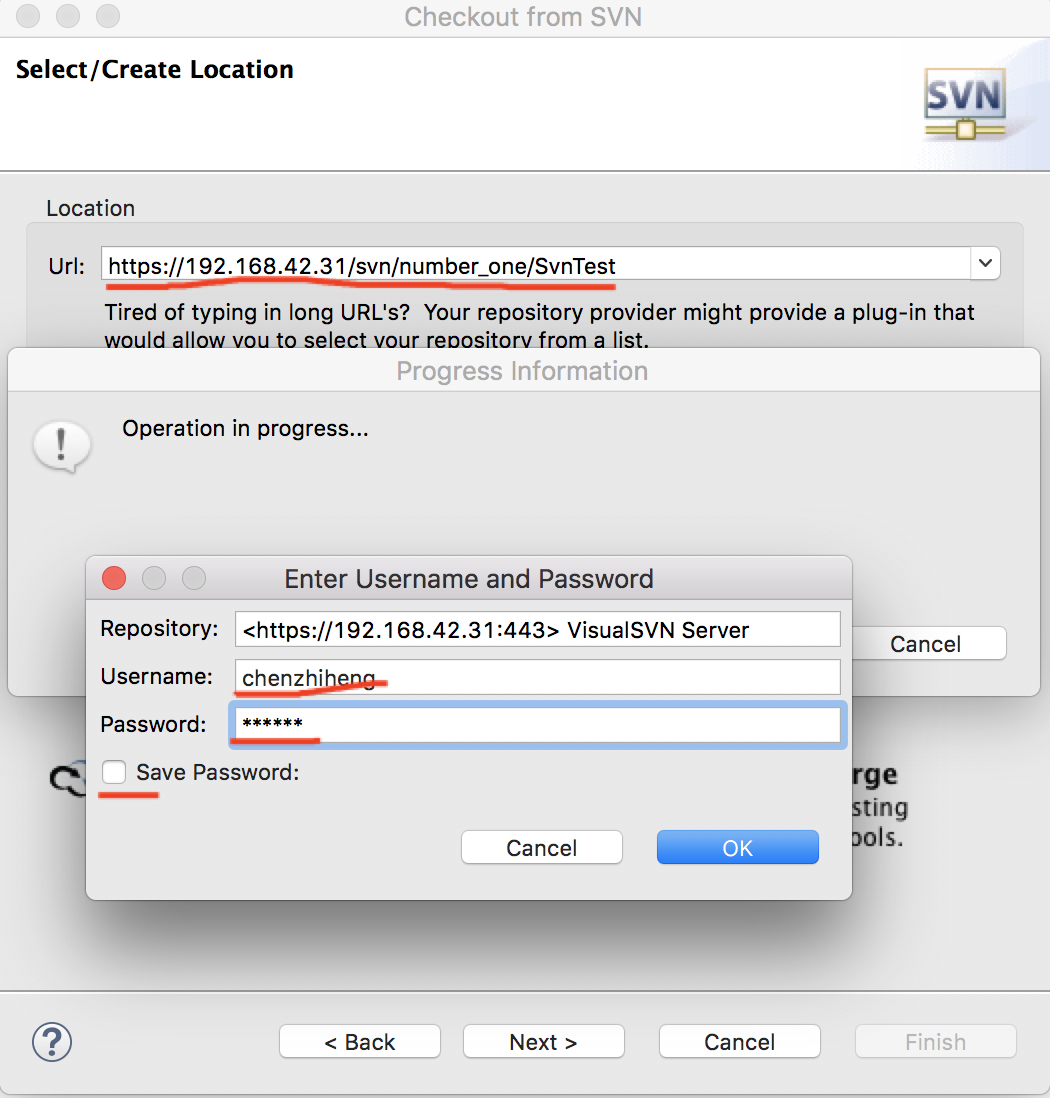 Checkout from SVN
Select/Create Location
SVN
Location
Url: https://192.168.42.31/svn/number_one/SvnTest
Tired of typing in long URL's? Your repository provider might provide a plug-in that
would allow you to select your repository from a list.
Progress Information
Operation in progress...
Cancel
Enter Username and Password
Repository: <https://192.168.42.31:443> VisualSVN Server
Username: chenzhiheng
Password: ******
Save Password:
rge
sting
ools.
Cancel OK
? < Back Next > Cancel Finish